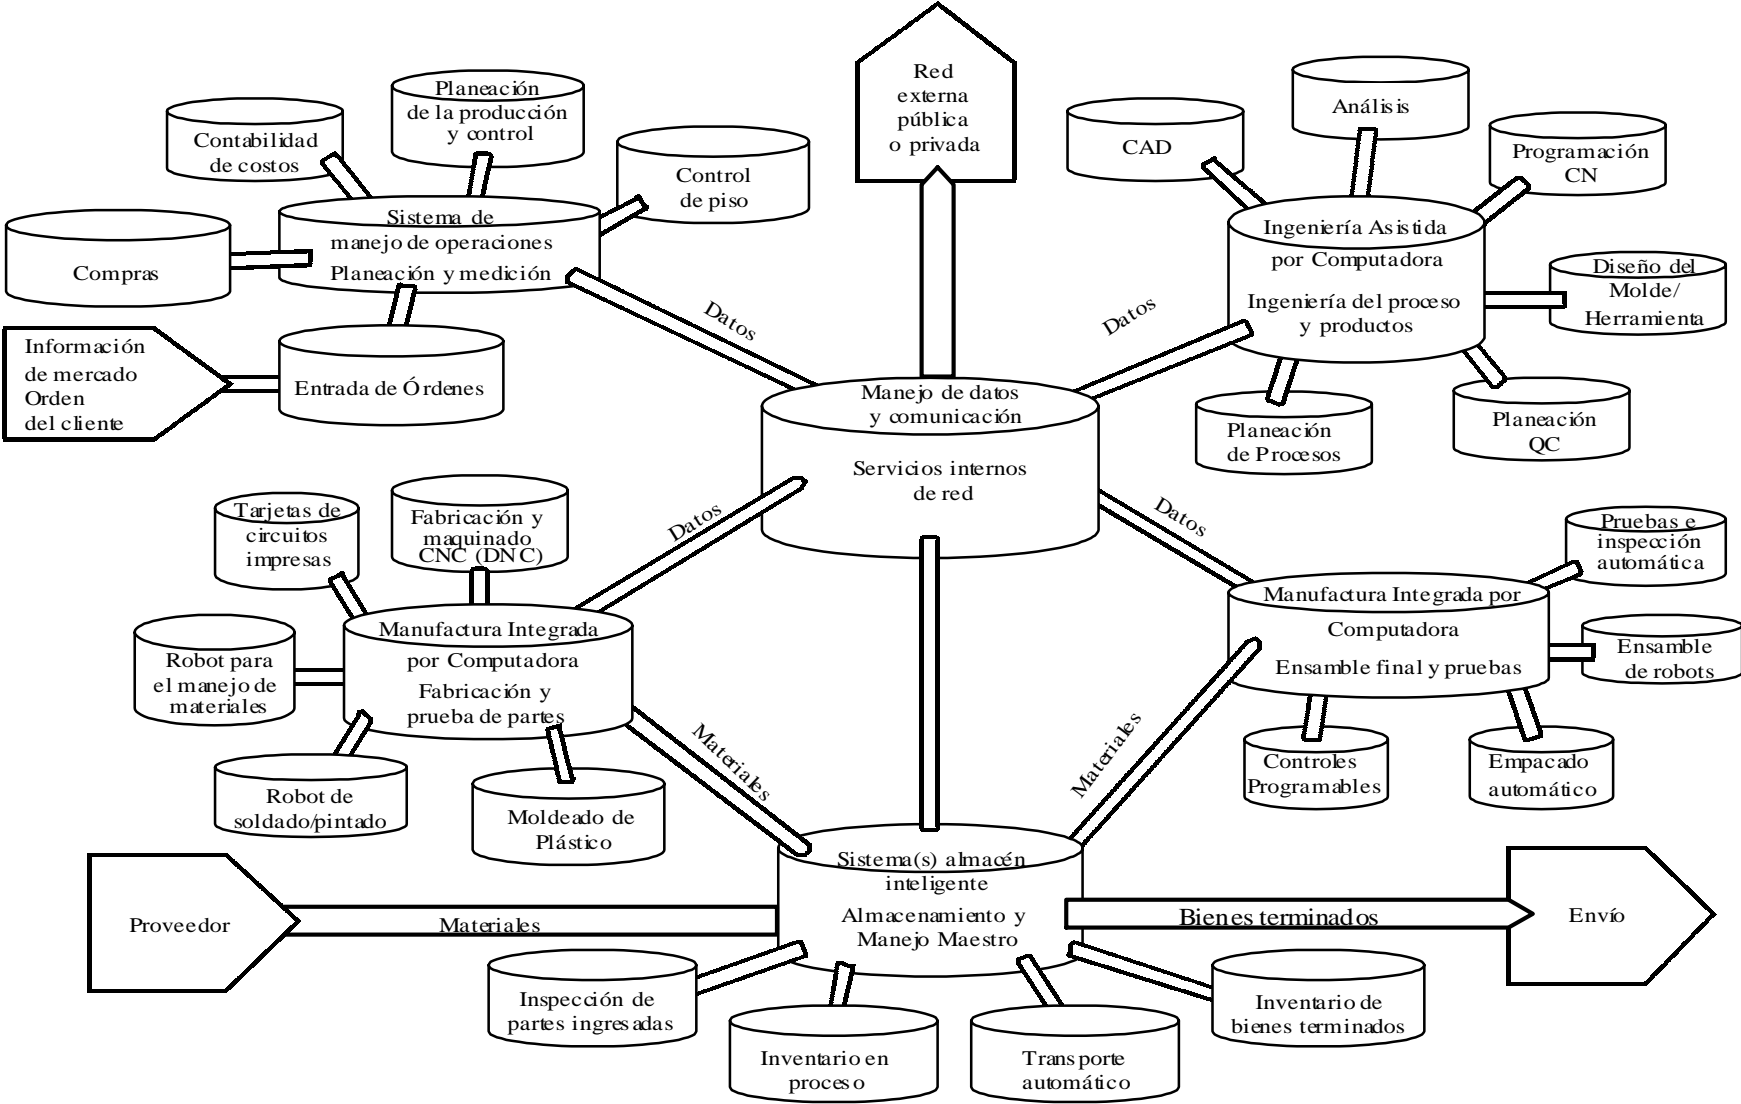 Red
externa
pública
o privada
Planeación
de la producción
y control
Contabilidad
de costos
Control
de piso
Sistema de
manejo de operaciones
Planeación y medición
Compras
Información
de mercado
Orden
del cliente
Entrada de Órdenes
Datos
Análisis
CAD
Programación
CN
Ingeniería Asistida
por Computadora
Ingeniería del proceso
y productos
Diseño del
Molde/
Herramienta
Datos
Planeación
de Procesos
Planeación
QC
Manejo de datos
y comunicación
Servicios internos
de red
Tarjetas de
circuitos
impresas
Fabricación y
maquinado
CNC (DNC)
Datos
Manufactura Integrada
por Computadora
Fabricación y
prueba de partes
Robot para
el manejo de
materiales
Robot de
soldado/pintado
Moldeado de
Plástico
Materiales
Datos
Pruebas e
inspección
automática
Manufactura Integrada por
Computadora
Ensamble final y pruebas
Ensamble
de robots
Controles
Programables
Empacado
automático
Materiales
Sistema(s) almacén
inteligente
Almacenamiento y
Manejo Maestro
Proveedor
Materiales
Bienes terminados
Envío
Inspección de
partes ingresadas
Inventario en
proceso
Transporte
automático
Inventario de
bienes terminados